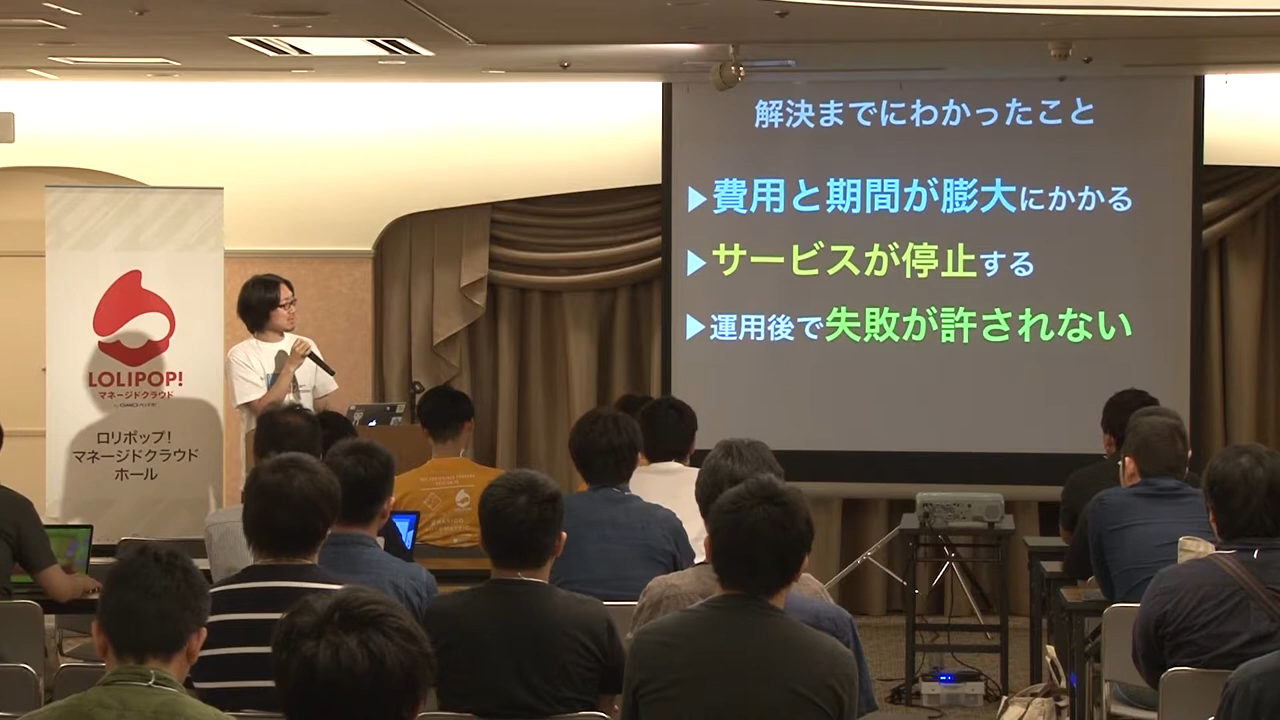 解決までにわかったこと
▶費用と期間が膨大にかかる
▶サービスが停止する
▶運用後で失敗が許されない
LOLIPOP!
マネージドクラウド
ロリポップ!
マネージドクラウド
ホール